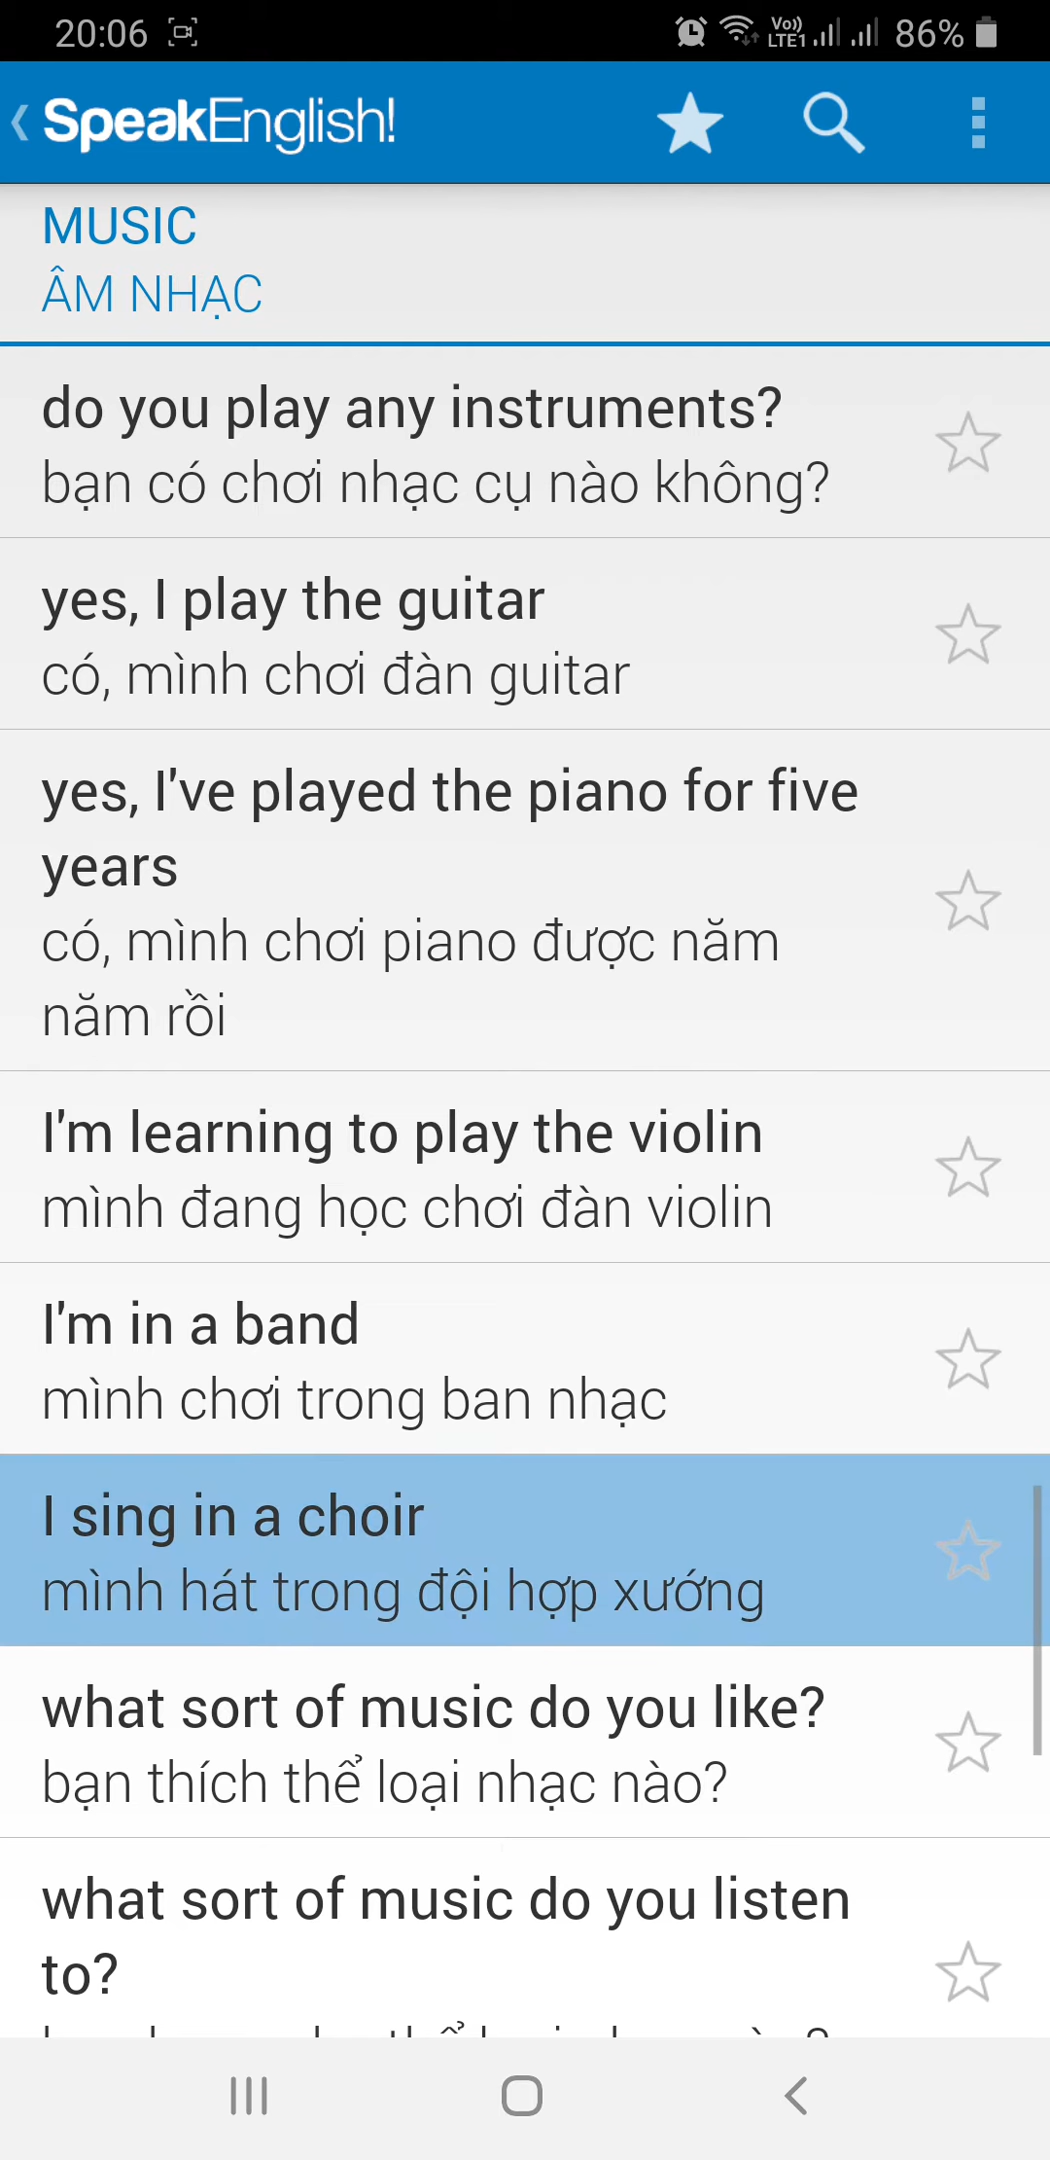 20:06 Vo)) LTE1 86%
SpeakEnglish!
MUSIC
ÂM NHẠC
do you play any instruments?
bạn có chơi nhạc cụ nào không?
yes, I play the guitar
có, mình chơi đàn guitar
yes, I've played the piano for five
years
có, mình chơi piano được năm
năm rồi
I'm learning to play the violin
mình đang học chơi đàn violin
I'm in a band
mình chơi trong ban nhạc
I sing in a choir
mình hát trong đội hợp xướng
what sort of music do you like?
bạn thích thể loại nhạc nào?
what sort of music do you listen
to?